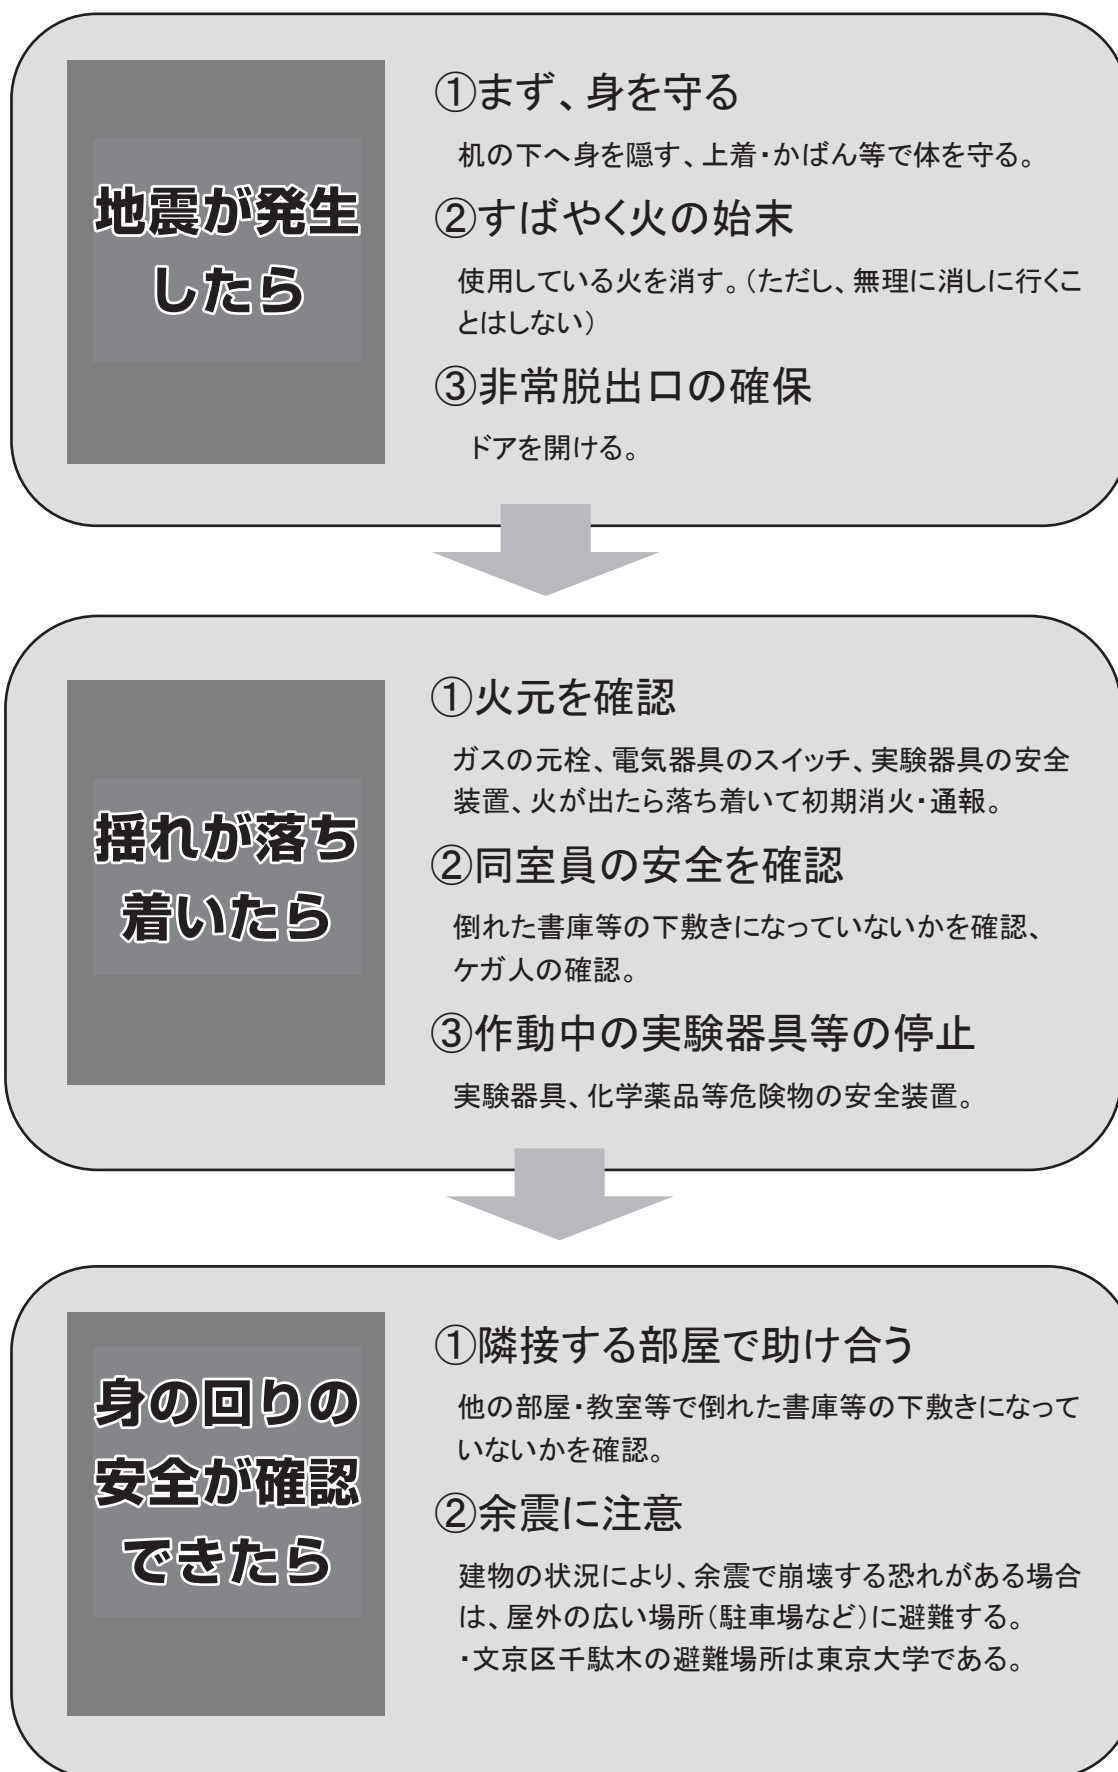 地震が発生
したら
①まず、身を守る
机の下へ身を隠す、上着・かばん等で体を守る。
②すばやく火の始末
使用している火を消す。(ただし、無理に消しに行くこ
とはしない)
③非常脱出口の確保
ドアを開ける。
揺れが落ち
着いたら
①火元を確認
ガスの元栓、電気器具のスイッチ、実験器具の安全
装置、火が出たら落ち着いて初期消火・通報。
②同室員の安全を確認
倒れた書庫等の下敷きになっていないかを確認、
ケガ人の確認。
③作動中の実験器具等の停止
実験器具、化学薬品等危険物の安全装置。
身の回りの
安全が確認
できたら
①隣接する部屋で助け合う
他の部屋・教室等で倒れた書庫等の下敷きになって
いないかを確認。
②余震に注意
建物の状況により、余震で崩壊する恐れがある場合
は、屋外の広い場所(駐車場など)に避難する。
・文京区千駄木の避難場所は東京大学である。